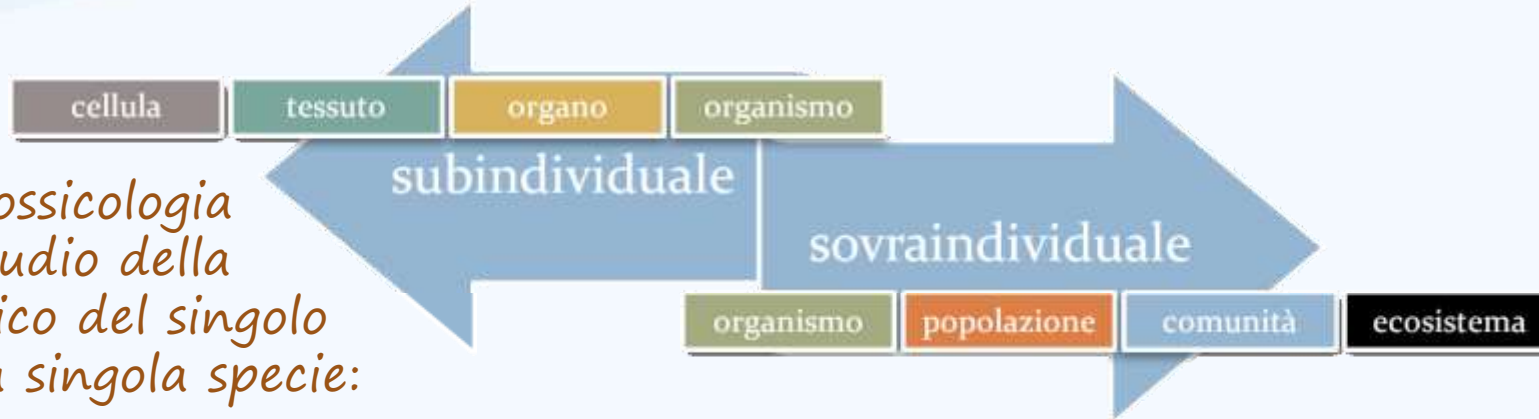 cellula tessuto organo organismo
subindividuale
ossicologia
udio della
ico del singolo
singola specie:
sovraindividuale
organismo popolazione comunità ecosistema